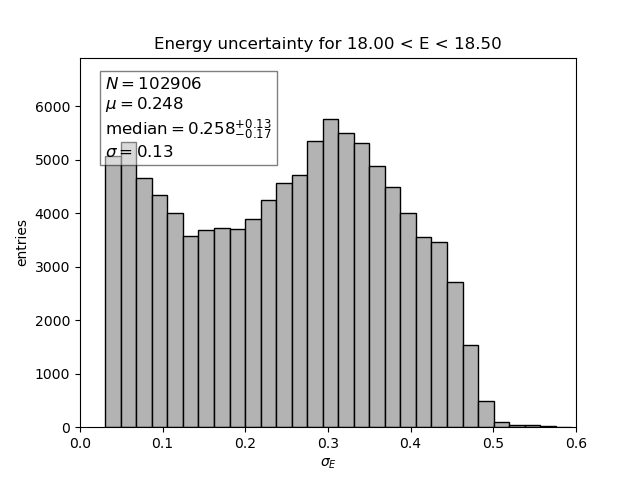 Energy uncertainty for 18.00 < E < 18.50
N = 102906
μ = 0.248
median = 0.258^{+0.13}_{-0.17}
σ = 0.13
6000
5000
4000
3000
2000
1000
0
entries
0.0 0.1 0.2 0.3 0.4 0.5 0.6
σ_E